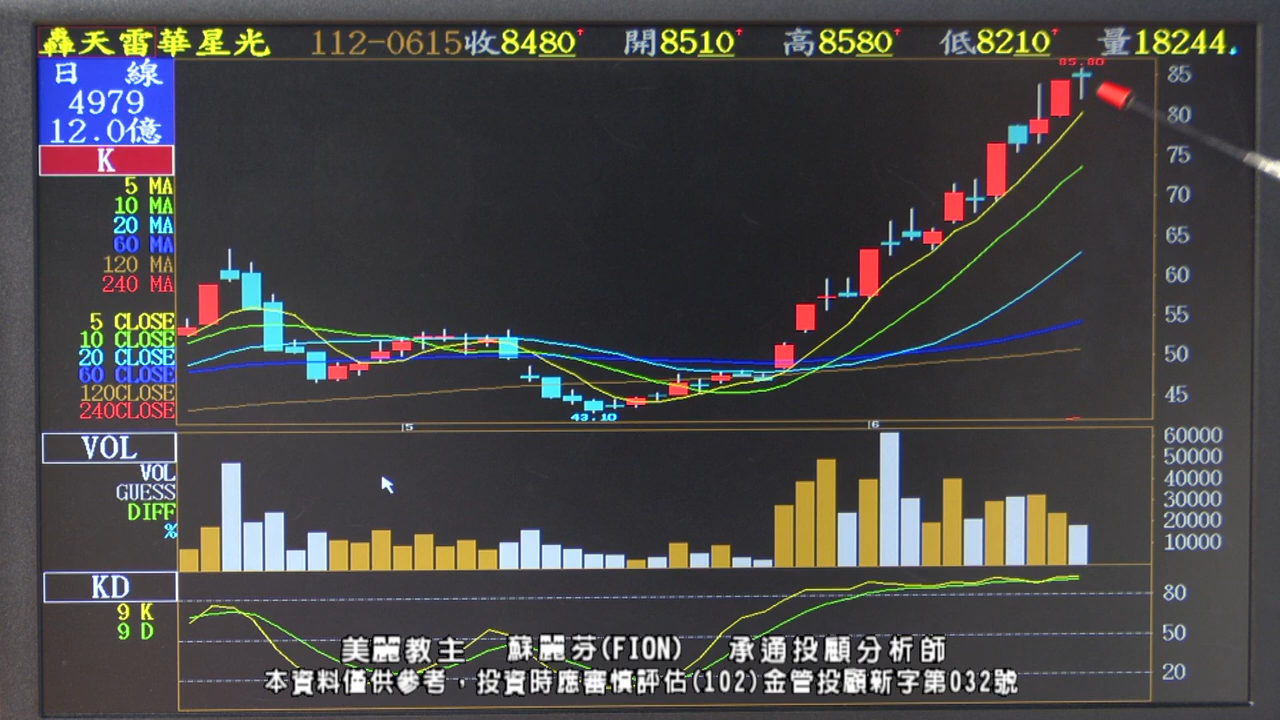 轟天雷華星光 112-0615收8480 開8510 高8580 低8210 量18244.
日 線
4979
12.0億
K
5 MA
10 MA
20 MA
60 MA
120 MA
240 MA
5 CLOSE
10 CLOSE
20 CLOSE
60 CLOSE
120CLOSE
240CLOSE
85.80
85
80
75
70
65
60
55
50
45
43.10
5
6
VOL
VOL
GUESS
DIFF
%
60000
50000
40000
30000
20000
10000
KD
9 K
9 D
80
50
20
美麗教主 蘇麗芬(FION) 承通投顧分析師
本資料僅供參考，投資時應審慎評估(102)金管投顧新字第032號